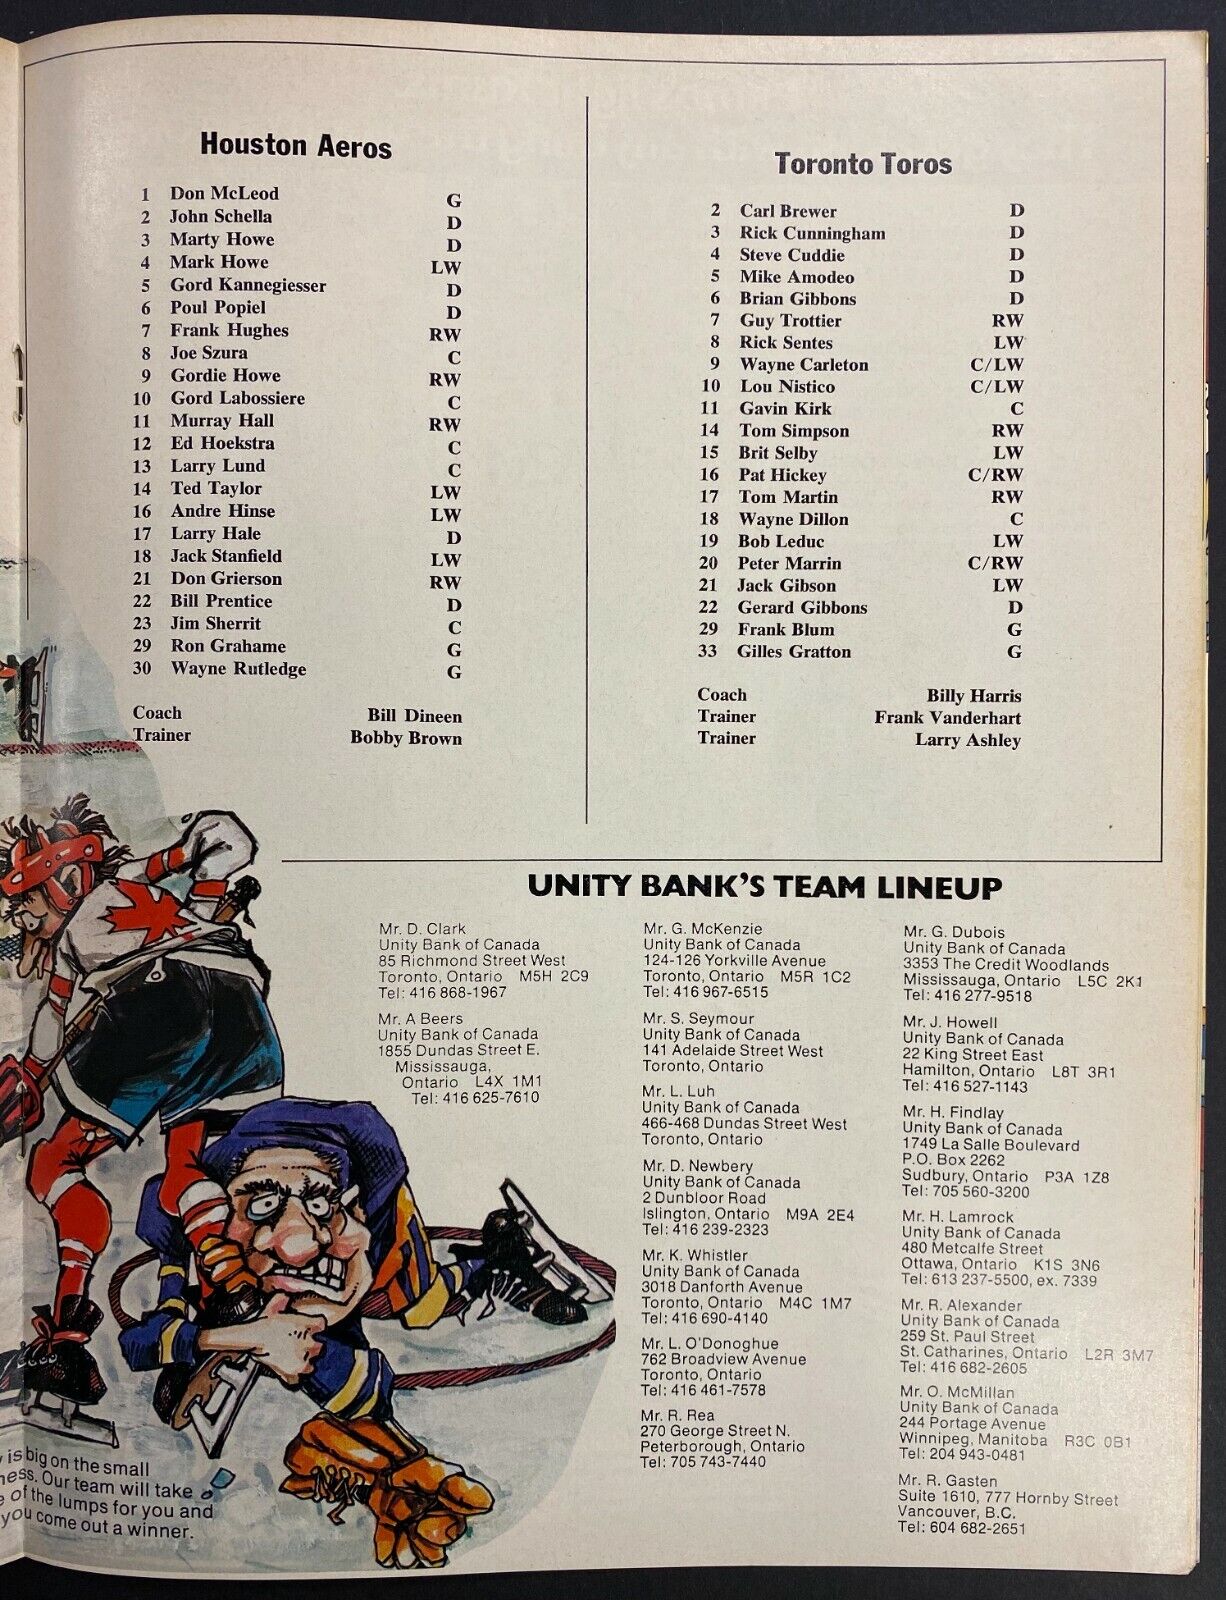 Houston Aeros
1 Don McLeod G
2 John Schella D
3 Marty Howe D
4 Mark Howe LW
5 Gord Kannegiesser D
6 Poul Popiel D
7 Frank Hughes RW
8 Joe Szura C
9 Gordie Howe RW
10 Gord Labossiere C
11 Murray Hall RW
12 Ed Hoekstra C
13 Larry Lund C
14 Ted Taylor LW
16 Andre Hinse LW
17 Larry Hale D
18 Jack Stanfield LW
21 Don Grierson RW
22 Bill Prentice D
23 Jim Sherrit C
29 Ron Grahame G
30 Wayne Rutledge G
Coach Bill Dineen
Trainer Bobby Brown
Toronto Toros
2 Carl Brewer D
3 Rick Cunningham D
4 Steve Cuddie D
5 Mike Amodeo D
6 Brian Gibbons D
7 Guy Trottier RW
8 Rick Sentes LW
9 Wayne Carleton C/LW
10 Lou Nistico C/LW
11 Gavin Kirk C
14 Tom Simpson RW
15 Brit Selby LW
16 Pat Hickey C/RW
17 Tom Martin RW
18 Wayne Dillon C
19 Bob Leduc LW
20 Peter Marrin C/RW
21 Jack Gibson LW
22 Gerard Gibbons D
29 Frank Blum G
33 Gilles Gratton G
Coach Billy Harris
Trainer Frank Vanderhart
Trainer Larry Ashley
UNITY BANK'S TEAM LINEUP
Mr. D. Clark
Unity Bank of Canada
85 Richmond Street West
Toronto, Ontario M5H 2C9
Tel: 416 868-1967
Mr. A Beers
Unity Bank of Canada
1855 Dundas Street E.
Mississauga,
Ontario L4X 1M1
Tel: 416 625-7610
Mr. G. McKenzie
Unity Bank of Canada
124-126 Yorkville Avenue
Toronto, Ontario M5R 1C2
Tel: 416 967-6515
Mr. S. Seymour
Unity Bank of Canada
141 Adelaide Street West
Toronto, Ontario
Mr. L. Luh
Unity Bank of Canada
466-468 Dundas Street West
Toronto, Ontario
Mr. D. Newbery
Unity Bank of Canada
2 Dunbloor Road
Islington, Ontario M9A 2E4
Tel: 416 239-2323
Mr. K. Whistler
Unity Bank of Canada
3018 Danforth Avenue
Toronto, Ontario M4C 1M7
Tel: 416 690-4140
Mr. L. O'Donoghue
762 Broadview Avenue
Toronto, Ontario
Tel: 416 461-7578
Mr. R. Rea
270 George Street N.
Peterborough, Ontario
Tel: 705 743-7440
Mr. G. Dubois
Unity Bank of Canada
3353 The Credit Woodlands
Mississauga, Ontario L5C 2K1
Tel: 416 277-9518
Mr. J. Howell
Unity Bank of Canada
22 King Street East
Hamilton, Ontario L8T 3R1
Tel: 416 527-1143
Mr. H. Findlay
Unity Bank of Canada
1749 La Salle Boulevard
P.O. Box 2262
Sudbury, Ontario P3A 1Z8
Tel: 705 560-3200
Mr. H. Lamrock
Unity Bank of Canada
480 Metcalfe Street
Ottawa, Ontario K1S 3N6
Tel: 613 237-5500, ex. 7339
Mr. R. Alexander
Unity Bank of Canada
259 St. Paul Street
St. Catharines, Ontario L2R 3M7
Tel: 416 682-2605
Mr. O. McMillan
Unity Bank of Canada
244 Portage Avenue
Winnipeg, Manitoba R3C 0B1
Tel: 204 943-0481
Mr. R. Gasten
Suite 1610, 777 Hornby Street
Vancouver, B.C.
Tel: 604 682-2651
is big on the small
Our team will take
of the lumps for you and
you come out a winner.